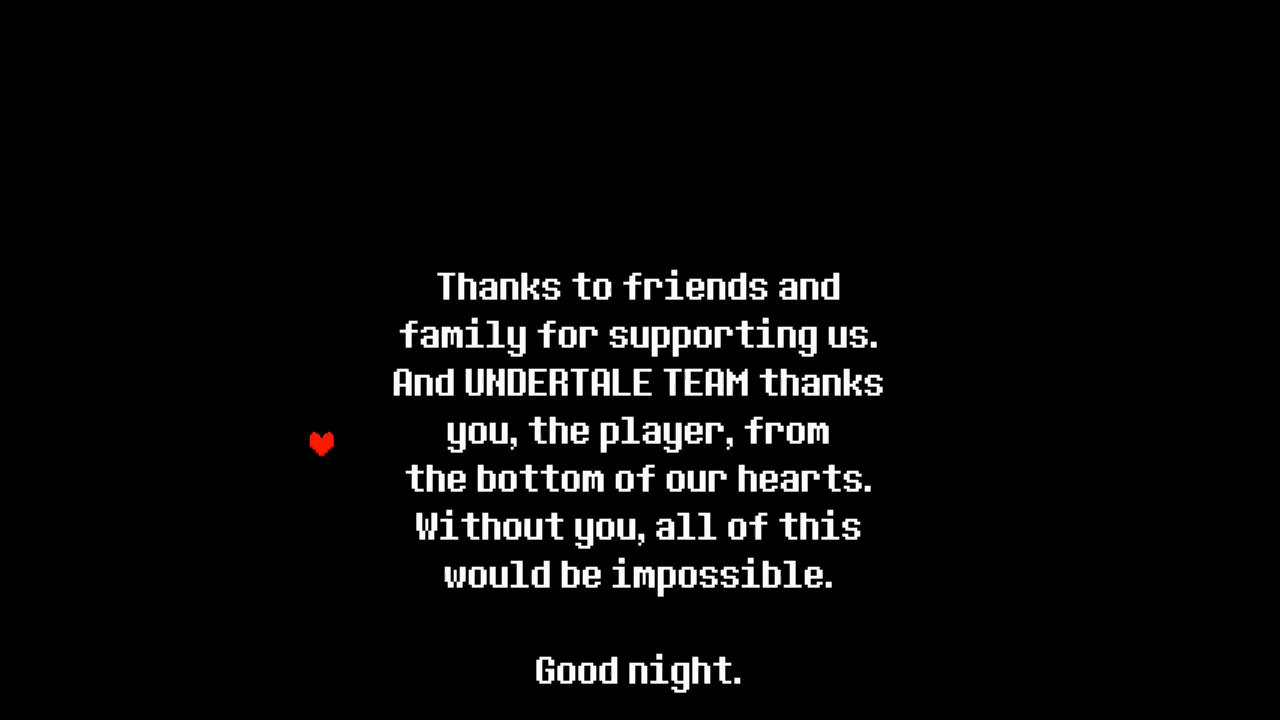 Thanks to friends and
family for supporting us.
And UNDERTALE TEAM thanks
you, the player, from
the bottom of our hearts.
Without you, all of this
would be impossible.
Good night.